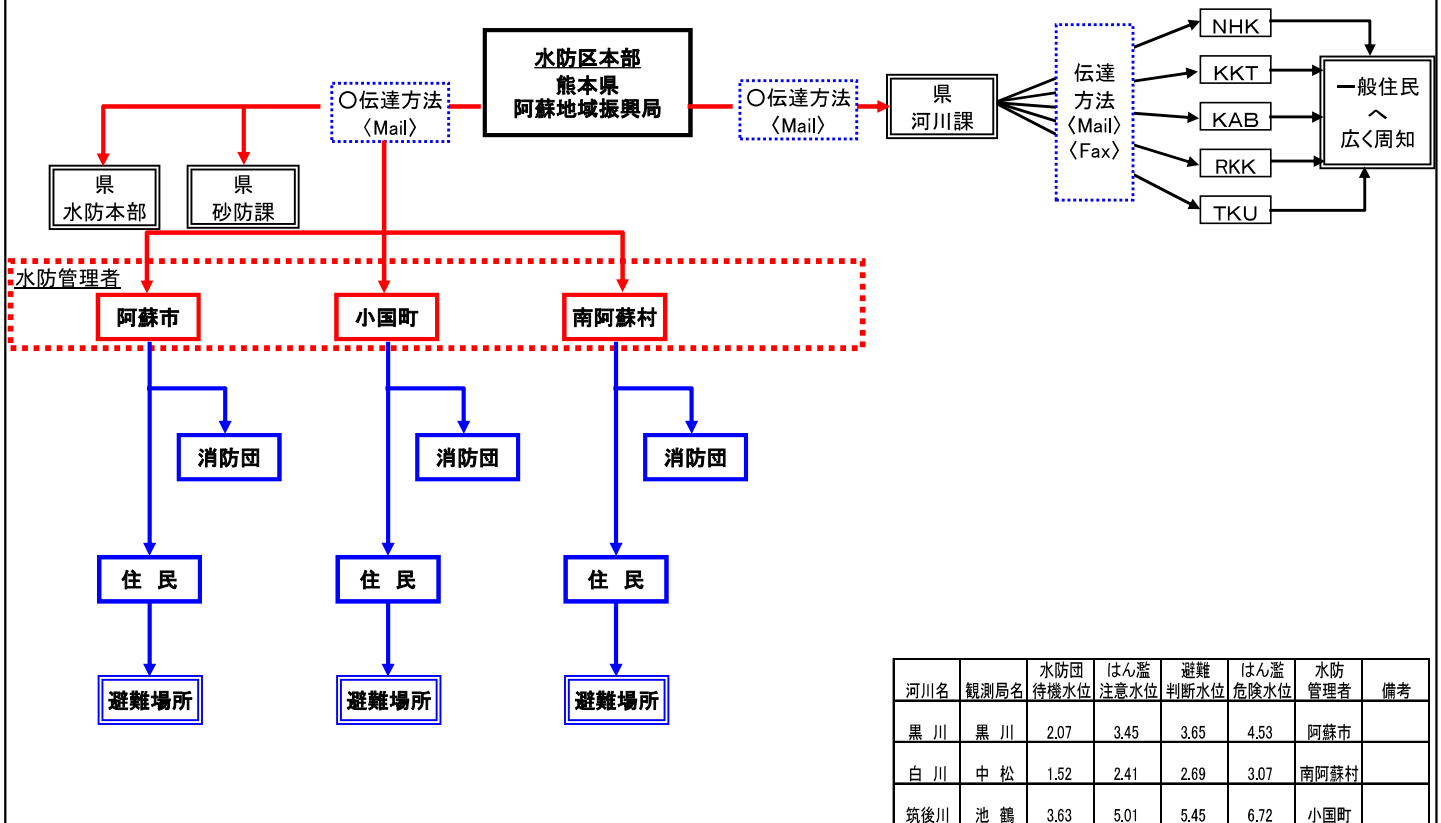 水防区本部
熊本県
阿蘇地域振興局
〇伝達方法
〈Mail〉
〇伝達方法
〈Mail〉
県
河川課
伝達
方法
〈Mail〉
〈Fax〉
NHK
KKT
KAB
RKK
TKU
一般住民
へ
広く周知
県
水防本部
県
砂防課
水防管理者
阿蘇市
小国町
南阿蘇村
消防団
消防団
消防団
住 民
住 民
住 民
避難場所
避難場所
避難場所
河川名 観測局名 水防団待機水位 はん濫注意水位 避難判断水位 はん濫危険水位 水防管理者 備考
黒 川 黒 川 2.07 3.45 3.65 4.53 阿蘇市
白 川 中 松 1.52 2.41 2.69 3.07 南阿蘇村
筑後川 池 鶴 3.63 5.01 5.45 6.72 小国町